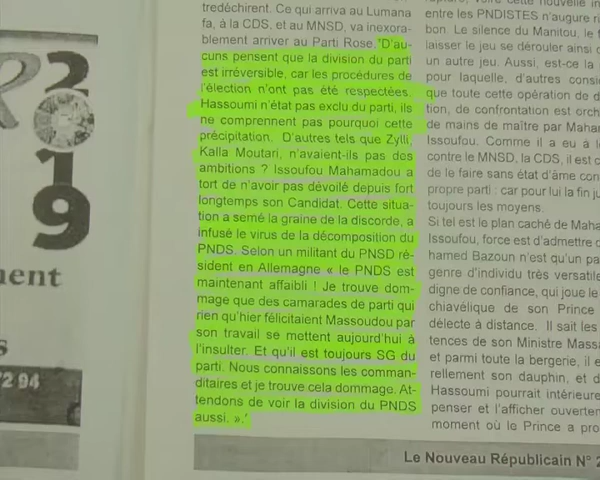 2
0
1
9
ment
s
72 94
tredéchirent. Ce qui arriva au Lumana
fa, à la CDS, et au MNSD, va inexora-
blement arriver au Parti Rose."D'au-
cuns pensent que la division du parti
est irréversible, car les procédures de
l'élection n'ont pas été respectées.
Hassoumi n'état pas exclu du parti, ils
ne comprennent pas pourquoi cette
précipitation. D'autres tels que Zylli,
Kalla Moutari, n'avaient-ils pas des
ambitions ? Issoufou Mahamadou a
tort de n'avoir pas dévoilé depuis fort
longtemps son Candidat. Cette situa-
tion a semé la graine de la discorde, a
infusé le virus de la décomposition du
PNDS. Selon un militant du PNSD ré-
sident en Allemagne « le PNDS est
maintenant affaibli ! Je trouve dom-
mage que des camarades de parti qui
rien qu'hier félicitaient Massoudou par
son travail se mettent aujourd'hui à
l'insulter. Et qu'il est toujours SG du
parti. Nous connaissons les comman-
ditaires et je trouve cela dommage. At-
tendons de voir la division du PNDS
aussi. ».'
entre les PNDISTES n'augure ri
bon. Le silence du Manitou, le f
laisser le jeu se dérouler ainsi c
un autre jeu. Aussi, est-ce la
pour laquelle, d'autres consi
que toute cette opération de d
tion, de confrontation est orch
de mains de maître par Mahar
Issoufou. Comme il a eu à l
contre le MNSD, la CDS, il est c
de le faire sans état d'âme con
propre parti : car pour lui la fin ju
toujours les moyens.
Si tel est le plan caché de Maha
Issoufou, force est d'admettre c
hamed Bazoun n'est qu'un pa
genre d'individu très versatile
digne de confiance, qui joue le
chiavélique de son Prince
délecte à distance. Il sait les
tences de son Ministre Massa
et parmi toute la bergerie, il e
rellement son dauphin, et d
Hassoumi pourrait intérieure
penser et l'afficher ouvertem
moment où le Prince a pro
Le Nouveau Républicain N° 2